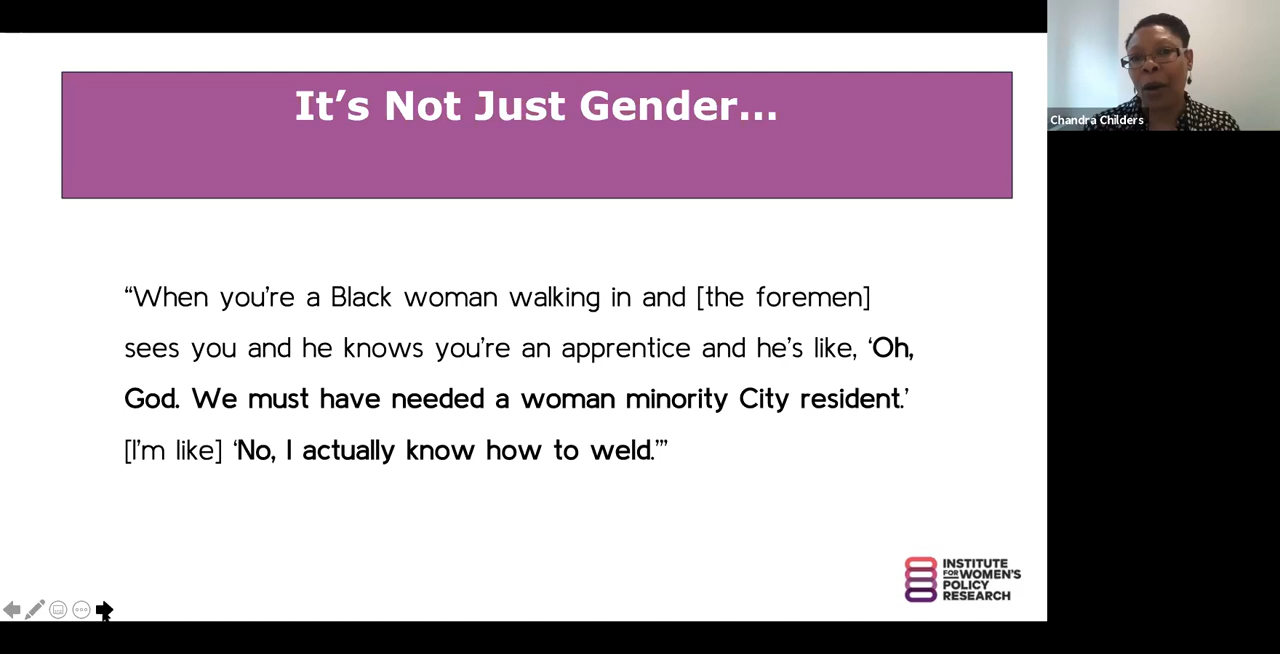 It's Not Just Gender...
Chandra Childers
“When you’re a Black woman walking in and [the foremen]
sees you and he knows you’re an apprentice and he’s like, ‘Oh,
God. We must have needed a woman minority City resident.’
[I’m like] ‘No, I actually know how to weld.’”
INSTITUTE
FOR WOMEN'S
POLICY
RESEARCH